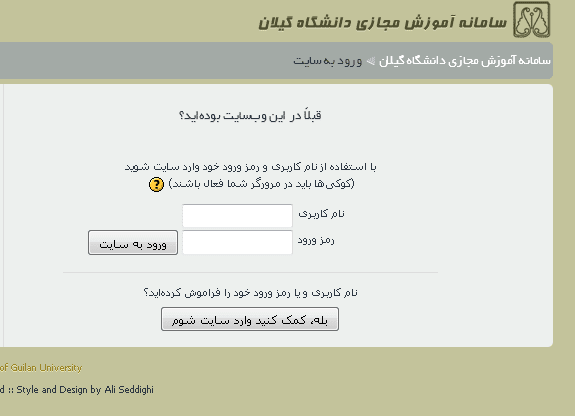 سامانه آموزش مجازی دانشگاه گیلان
سامانه آموزش مجازی دانشگاه گیلان ورود به سایت
قبلاً در این وب‌سایت بوده‌اید؟
با استفاده از نام کاربری و رمز ورود خود وارد سایت شوید
(کوکی‌ها باید در مرورگر شما فعال باشند) ?
نام کاربری
رمز ورود ورود به سایت
نام کاربری و یا رمز ورود خود را فراموش کرده‌اید؟
بله، کمک کنید وارد سایت شوم
of Guilan University
d :: Style and Design by Ali Seddighi